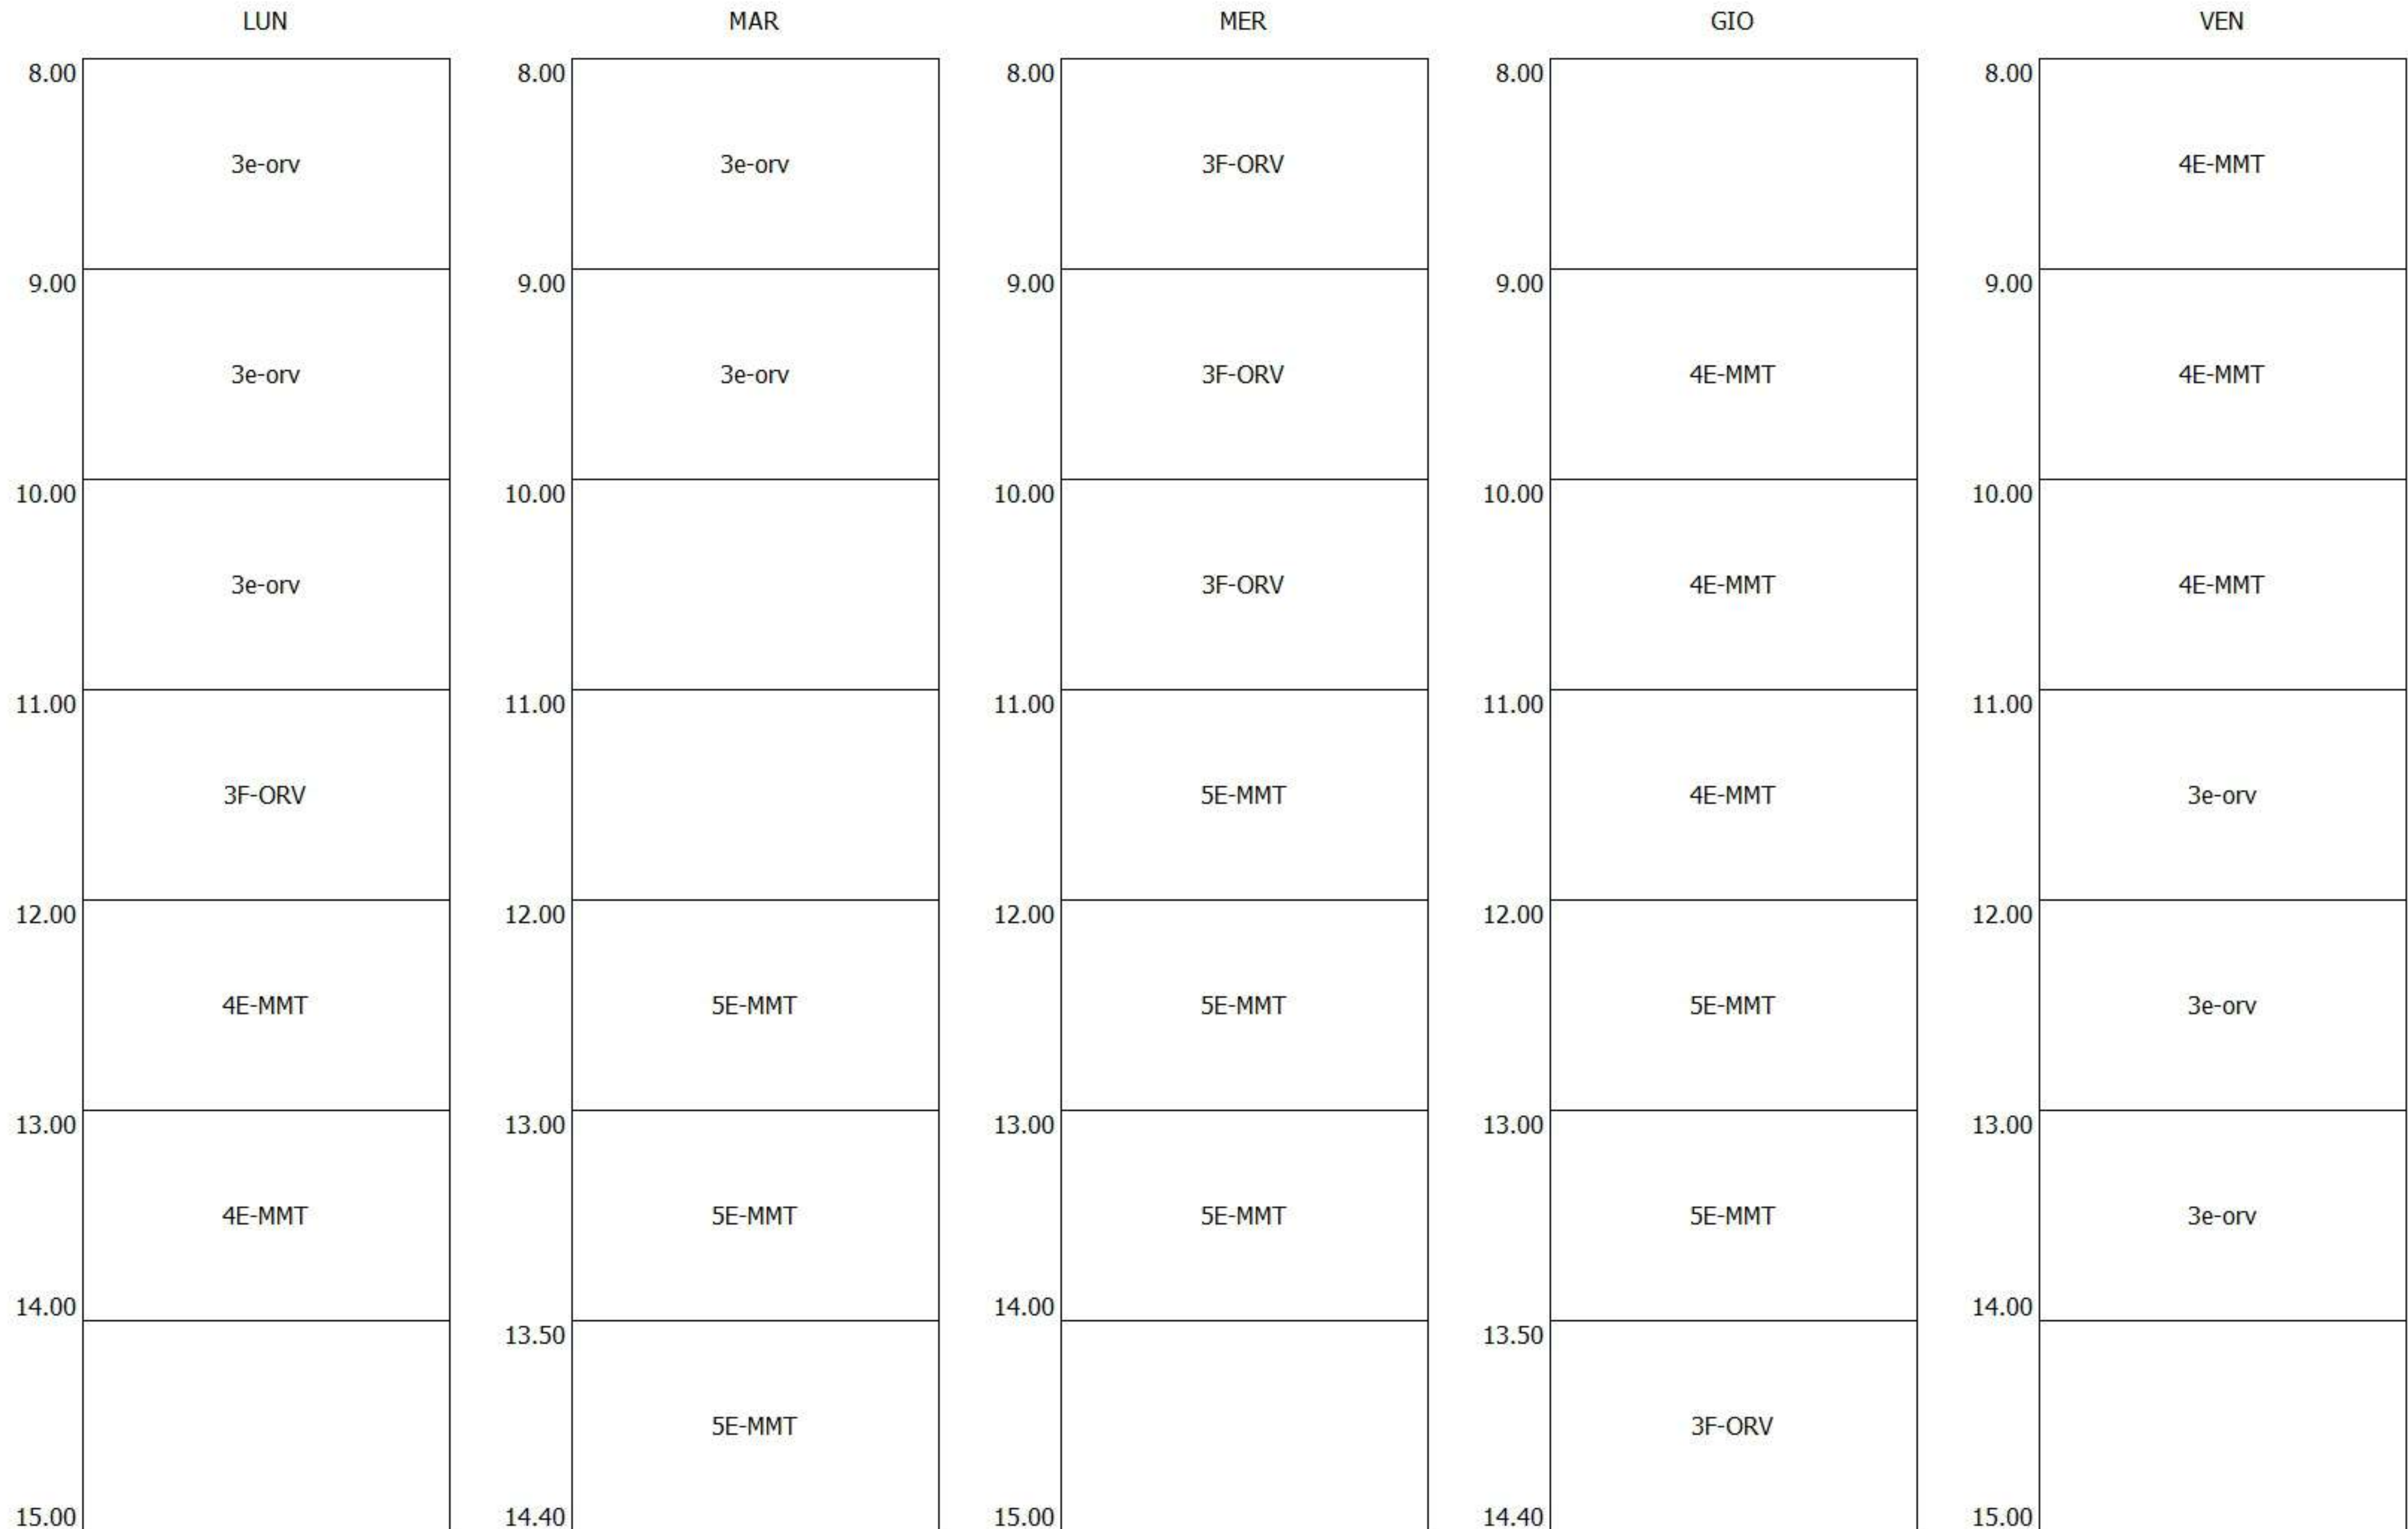 LUN MAR MER GIO VEN
8.00 8.00 8.00 8.00 8.00
3e-orv 3e-orv 3F-ORV 4E-MMT
9.00 9.00 9.00 9.00 9.00
3e-orv 3e-orv 3F-ORV 4E-MMT 4E-MMT
10.00 10.00 10.00 10.00 10.00
3e-orv 3F-ORV 4E-MMT 4E-MMT
11.00 11.00 11.00 11.00 11.00
3F-ORV 5E-MMT 4E-MMT 3e-orv
12.00 12.00 12.00 12.00 12.00
4E-MMT 5E-MMT 5E-MMT 5E-MMT 3e-orv
13.00 13.00 13.00 13.00 13.00
4E-MMT 5E-MMT 5E-MMT 5E-MMT 3e-orv
14.00 14.00 14.00
13.50 13.50
5E-MMT 3F-ORV
15.00 14.40 15.00 14.40 15.00